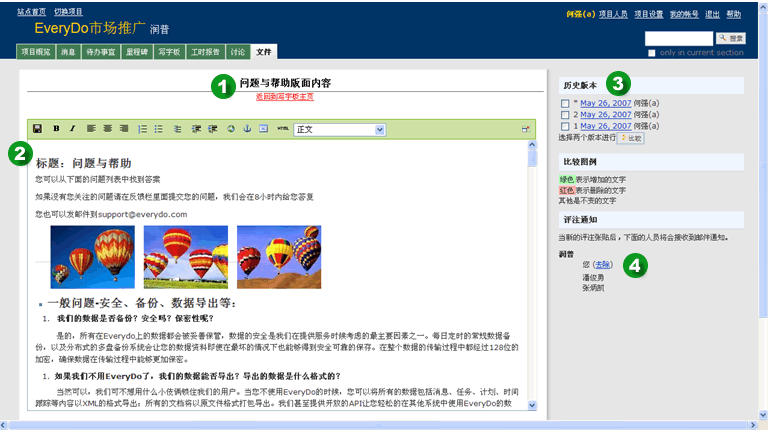 站点首页 切换项目
何强(a) 项目人员 项目设置 我的帐号 退出 帮助
EveryDo市场推广 润普
搜索
only in current section
项目概览 消息 待办事宜 里程碑 写字板 工时报告 讨论 文件
1 问题与帮助版面内容
返回到写字板主页
B I HTML 正文
2
标题：问题与帮助
您可以从下面的问题列表中找到答案
如果没有您关注的问题请在反馈栏里面提交您的问题，我们会在8小时内给您答复
您也可以发邮件到support@everydo.com
一般问题-安全、备份、数据导出等：
1. 我们的数据是否备份？安全吗？保密性呢？
是的，所有在Everydo上的数据都会被妥善保管，数据的安全是我们在提供服务时候考虑的最主要因素之一。每日定时的常规数据备
份，以及分布式的多盘备份系统会让您的数据资料即使在最坏的情况下也能够得到安全可靠的保存。在整个数据的传输过程中都经过128位的
加密，确保数据在传输过程中能够更加保密。
1. 如果我们不用EveryDo了，我们的数据能否导出？导出的数据是什么格式的？
当然可以，我们可不想用什么小伎俩锁住我们的用户。当您不使用EveryDo的时候，您可以将所有的数据包括消息、任务、计划、时间
跟踪等内容以XML的格式导出；所有的文档将以原文件格式打包导出。我们甚至提供开放的API让您轻松的在其他系统中使用EveryDo的数
历史版本 3
* May 26, 2007 何强(a)
2 May 26, 2007 何强(a)
1 May 26, 2007 何强(a)
选择两个版本进行 比较
比较图例
绿色 表示增加的文字
红色 表示删除的文字
其他是不变的文字
评注通知
当新的评注张贴后，下面的人员将会接收到邮件通知。
润普
您 (去除) 4
潘俊勇
张炳凯